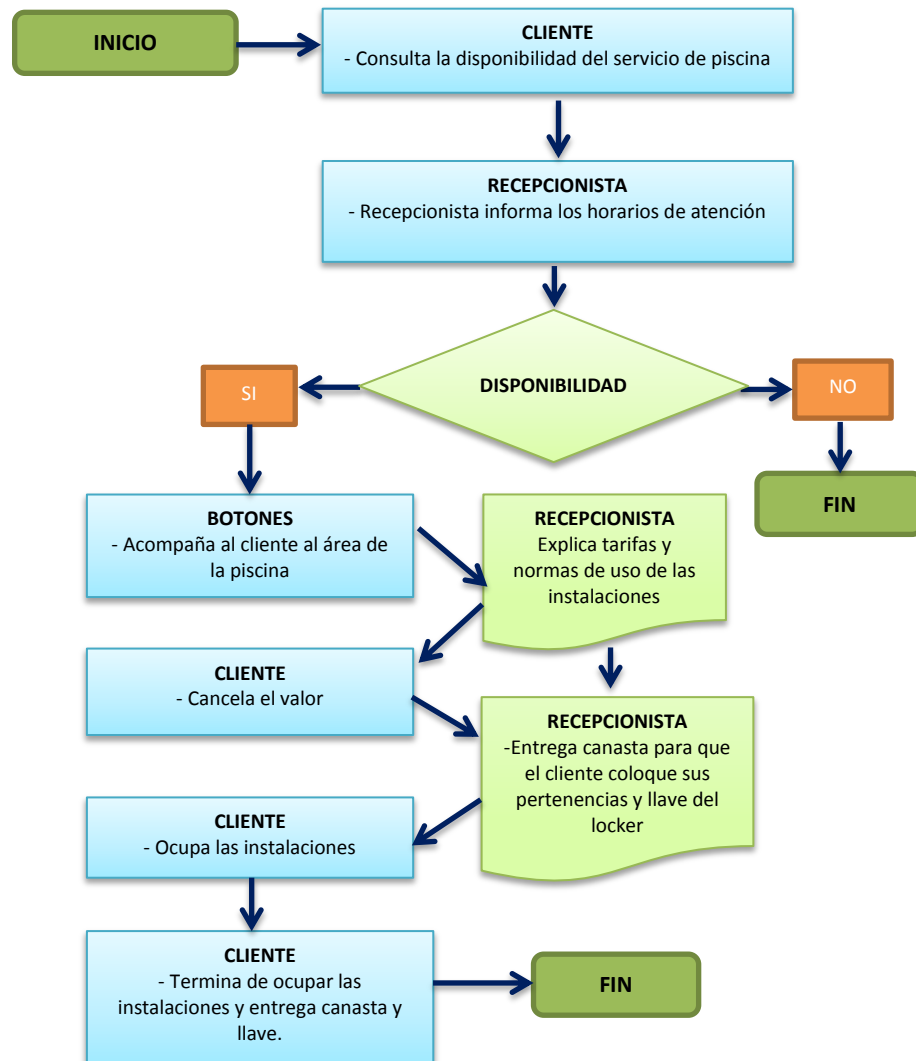 INICIO
CLIENTE
- Consulta la disponibilidad del servicio de piscina
RECEPCIONISTA
- Recepcionista informa los horarios de atención
DISPONIBILIDAD
SI
NO
FIN
BOTONES
- Acompaña al cliente al área de
la piscina
RECEPCIONISTA
Explica tarifas y
normas de uso de las
instalaciones
CLIENTE
- Cancela el valor
RECEPCIONISTA
-Entrega canasta para que
el cliente coloque sus
pertenencias y llave del
locker
CLIENTE
- Ocupa las instalaciones
CLIENTE
- Termina de ocupar las
instalaciones y entrega canasta y
llave.
FIN